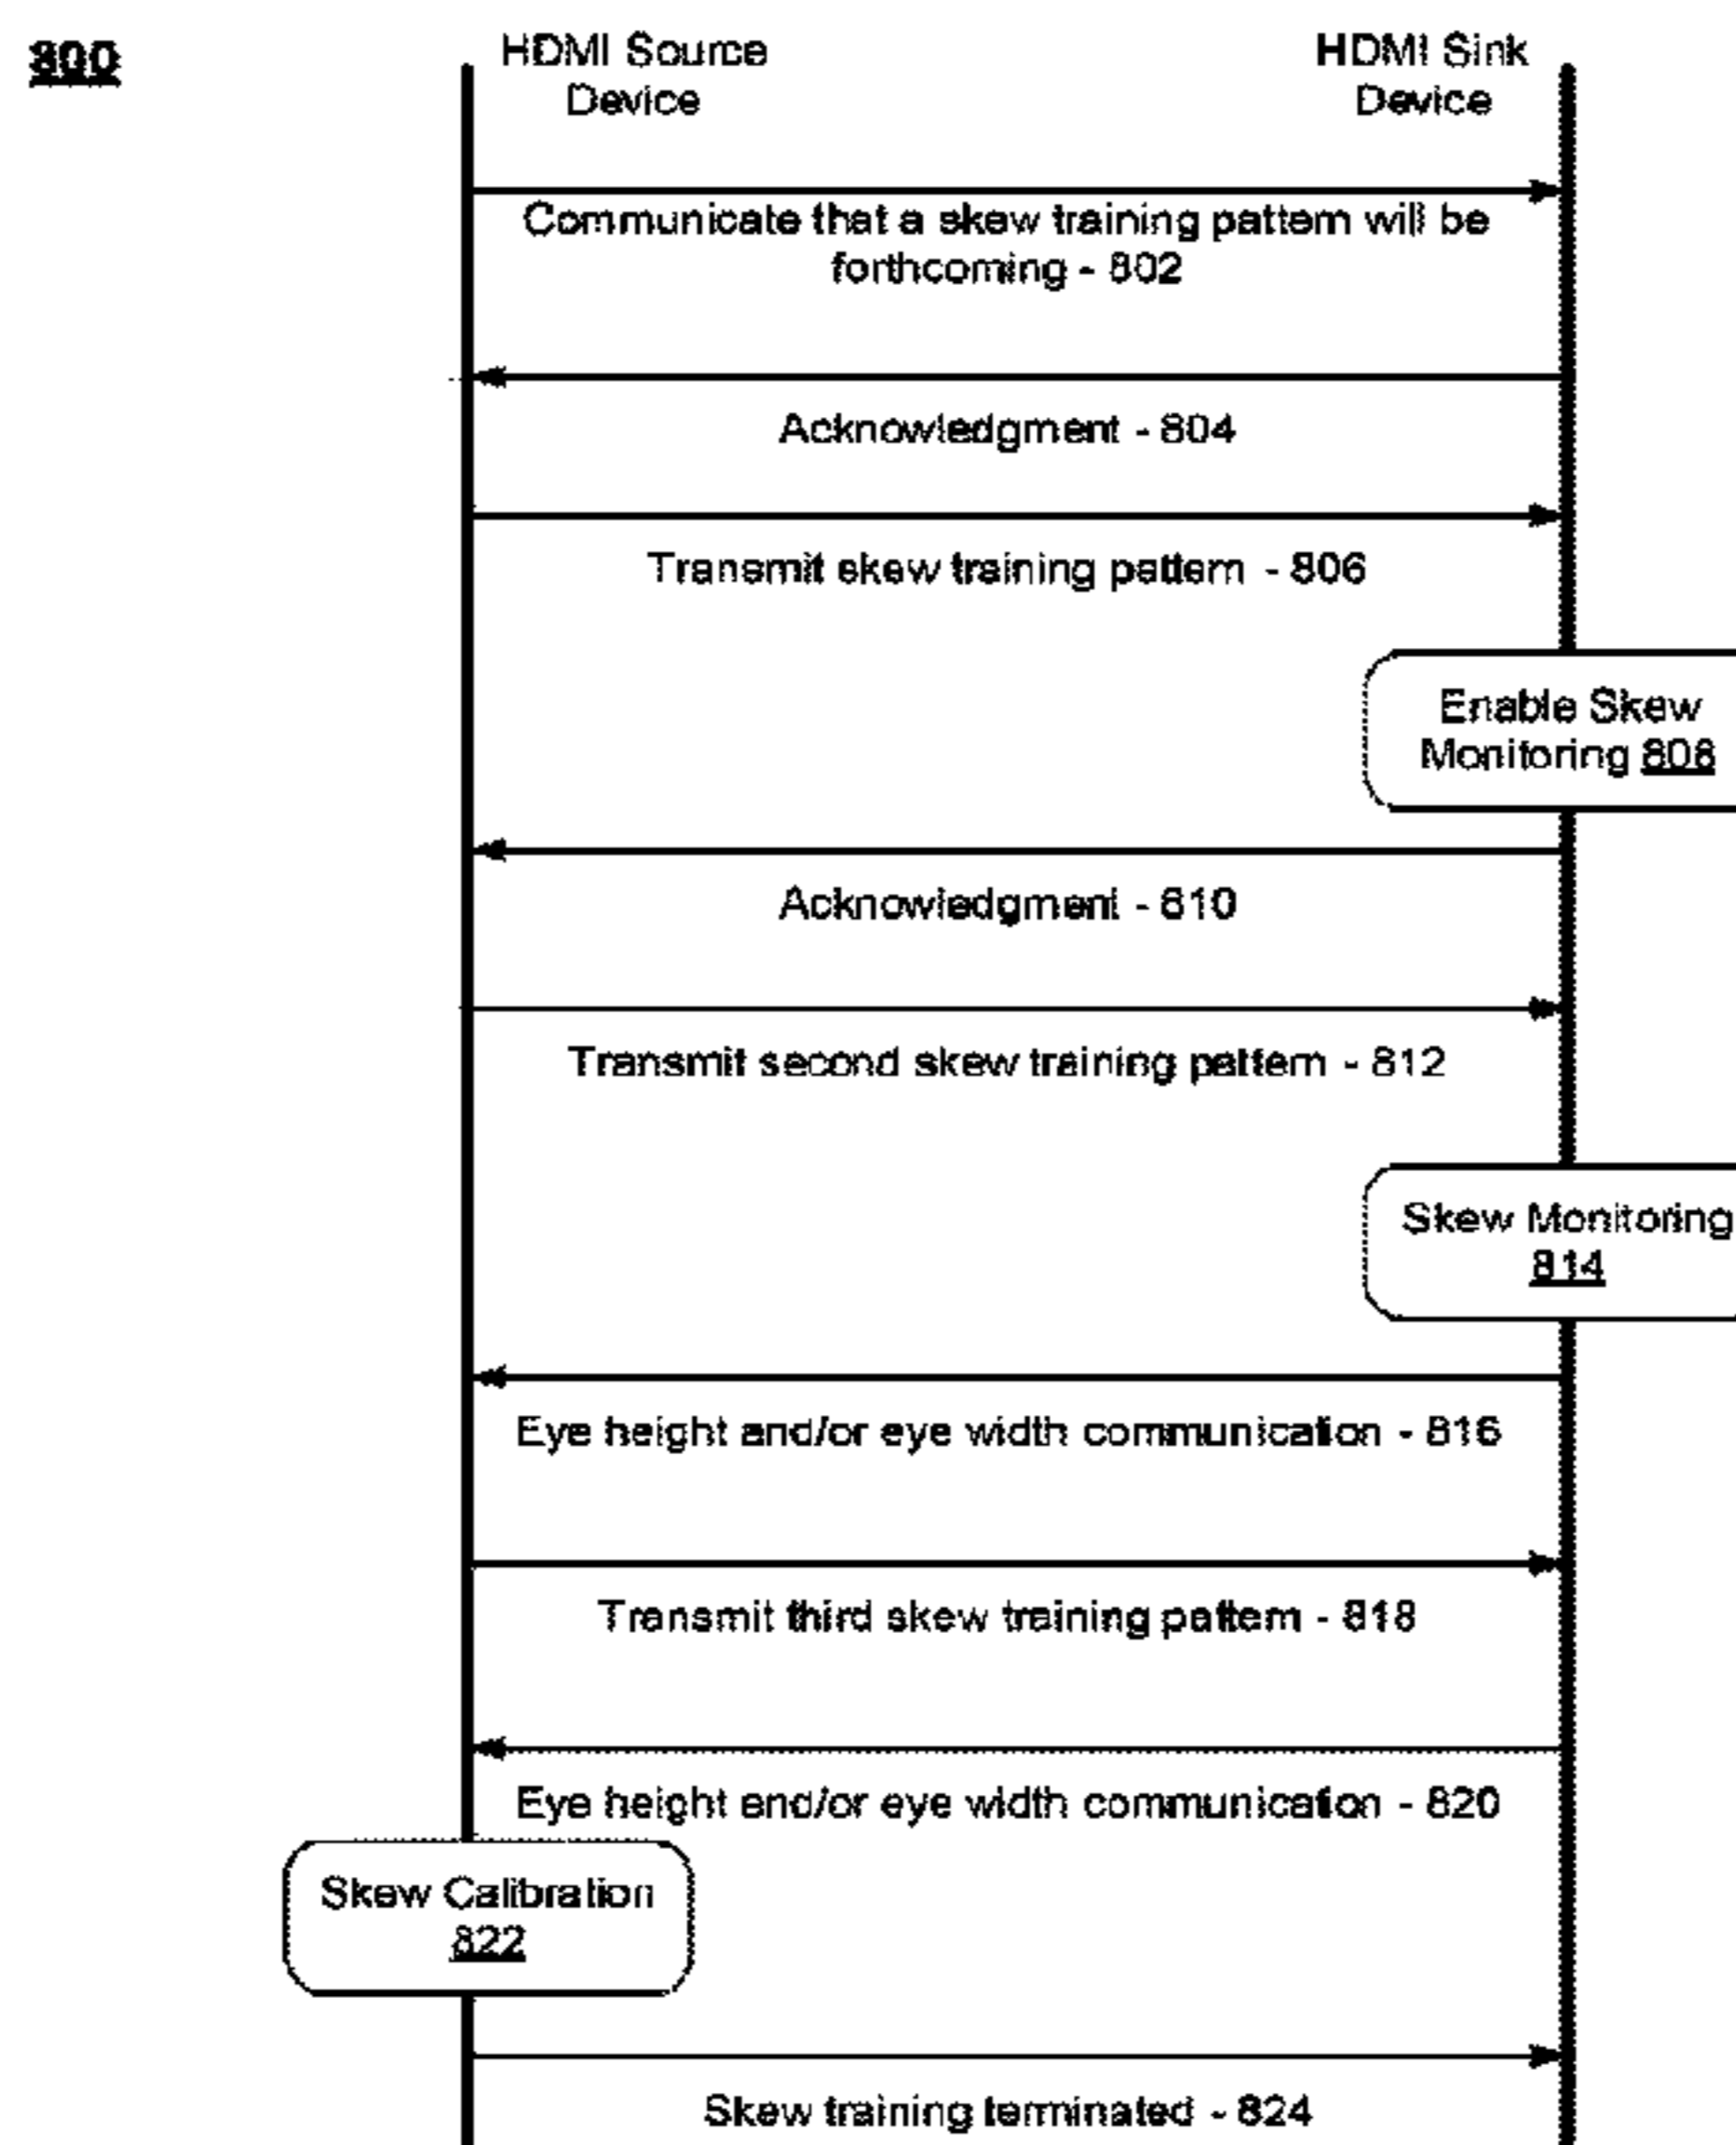 800
HDMI Source
Device
HDMI Sink
Device
Communicate that a skew training pattern will be
forthcoming - 802
Acknowledgment - 804
Transmit skew training pattern - 806
Enable Skew
Monitoring 808
Acknowledgment - 810
Transmit second skew training pattern - 812
Skew Monitoring
814
Eye height and/or eye width communication - 816
Transmit third skew training pattern - 818
Eye height and/or eye width communication - 820
Skew Calibration
822
Skew training terminated - 824